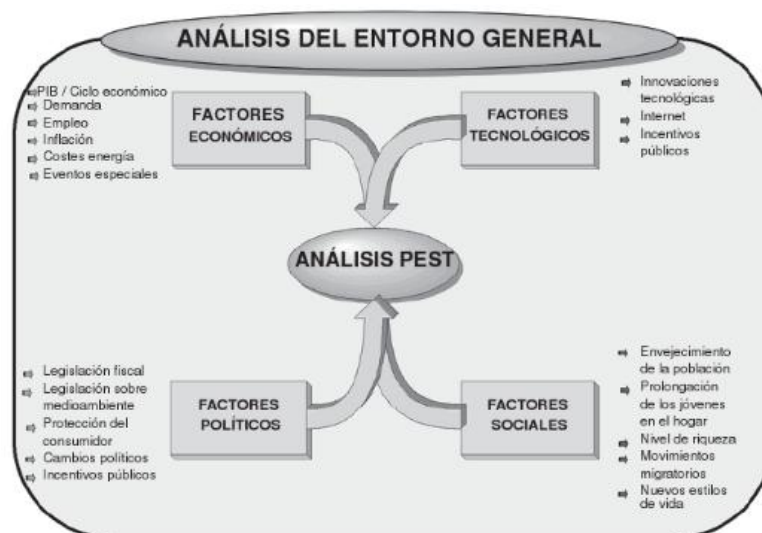 ANÁLISIS DEL ENTORNO GENERAL
PIB / Ciclo económico
Demanda
Empleo
Inflación
Costes energía
Eventos especiales
FACTORES
ECONÓMICOS
FACTORES
TECNOLÓGICOS
Innovaciones
tecnológicas
Internet
Incentivos
públicos
ANÁLISIS PEST
Legislación fiscal
Legislación sobre
medioambiente
Protección del
consumidor
Cambios políticos
Incentivos públicos
FACTORES
POLÍTICOS
FACTORES
SOCIALES
Envejecimiento
de la población
Prolongación
de los jóvenes
en el hogar
Nivel de riqueza
Movimientos
migratorios
Nuevos estilos
de vida